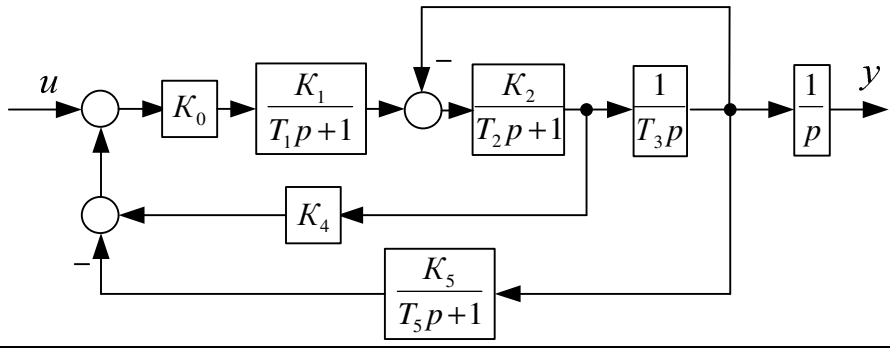 u
K₀
K₁
T₁p+1
−
K₂
T₂p+1
1
T₃p
1
p
y
K₄
−
K₅
T₅p+1